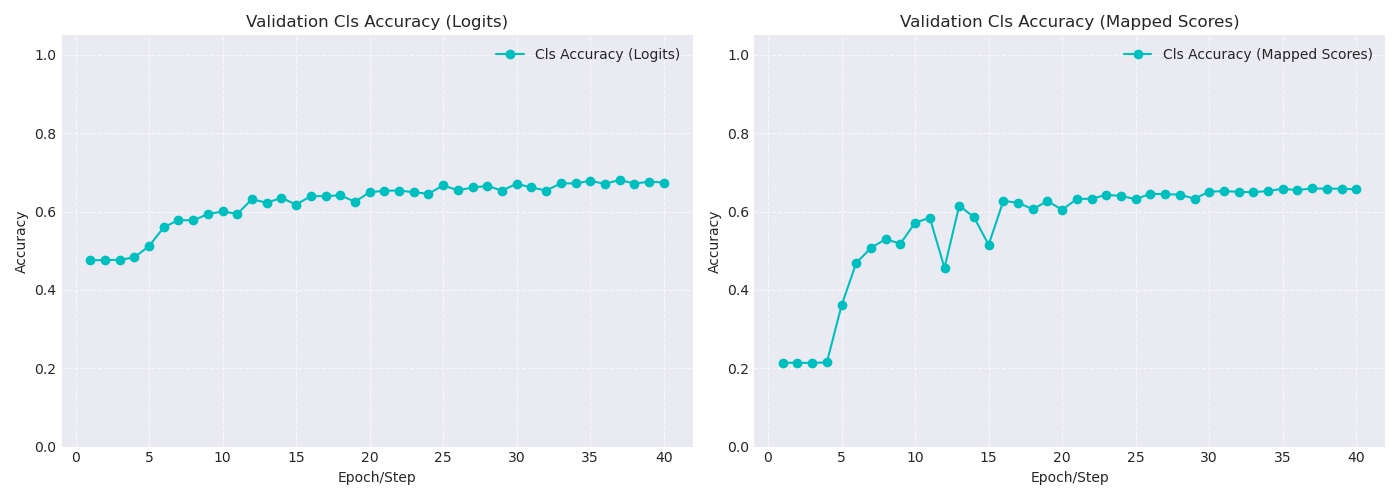 Validation Cls Accuracy (Logits)
Cls Accuracy (Logits)
Accuracy
1.0
0.8
0.6
0.4
0.2
0.0
0 5 10 15 20 25 30 35 40
Epoch/Step
Validation Cls Accuracy (Mapped Scores)
Cls Accuracy (Mapped Scores)
Accuracy
1.0
0.8
0.6
0.4
0.2
0.0
0 5 10 15 20 25 30 35 40
Epoch/Step